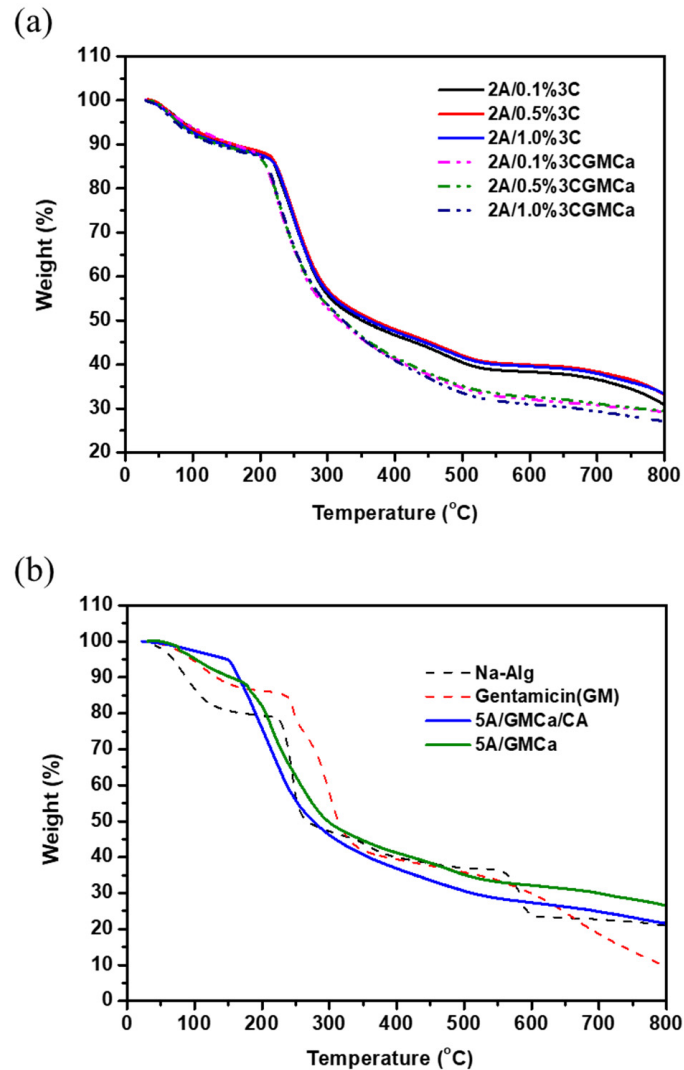 (a)
110
100
90
80
70
60
50
40
30
20
Weight (%)
2A/0.1%3C
2A/0.5%3C
2A/1.0%3C
2A/0.1%3CGMCa
2A/0.5%3CGMCa
2A/1.0%3CGMCa
0 100 200 300 400 500 600 700 800
Temperature (°C)
(b)
110
100
90
80
70
60
50
40
30
20
10
0
Weight (%)
Na-Alg
Gentamicin(GM)
5A/GMCa/CA
5A/GMCa
0 100 200 300 400 500 600 700 800
Temperature (°C)